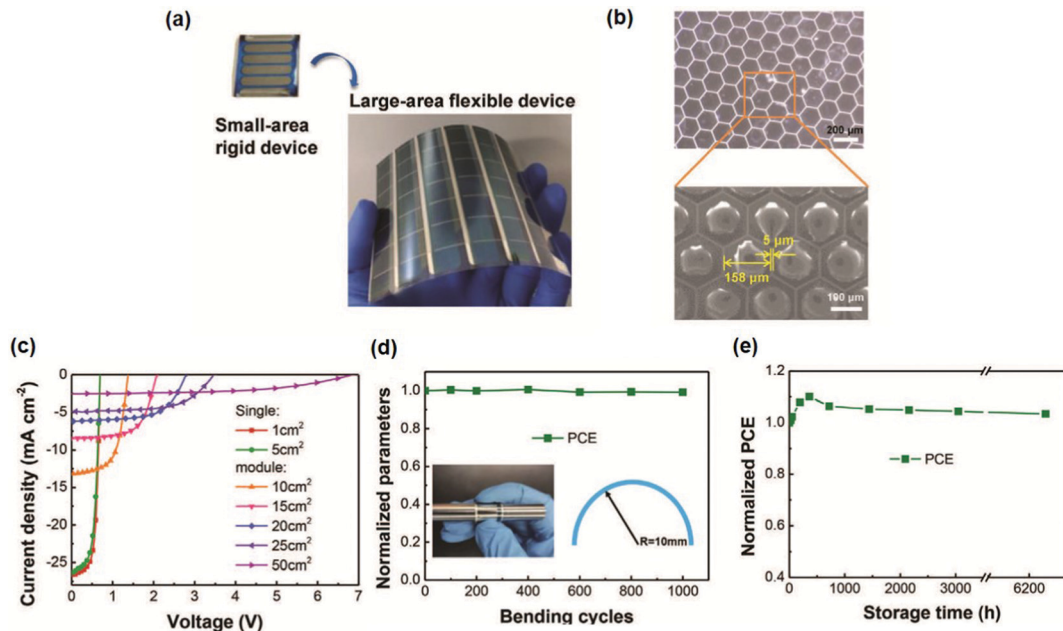 (a)
Small-area
rigid device
Large-area flexible device
(b)
200 µm
5 µm
158 µm
100 µm
(c)
Current density (mA cm⁻²)
0
-5
-10
-15
-20
-25
Single:
1cm²
5cm²
module:
10cm²
15cm²
20cm²
25cm²
50cm²
0 1 2 3 4 5 6 7
Voltage (V)
(d)
Normalized parameters
1.0
0.8
0.6
0.4
0.2
0.0
PCE
R=10mm
0 200 400 600 800 1000
Bending cycles
(e)
Normalized PCE
1.2
1.0
0.8
0.6
0.4
PCE
0 1000 2000 3000 6200
Storage time (h)